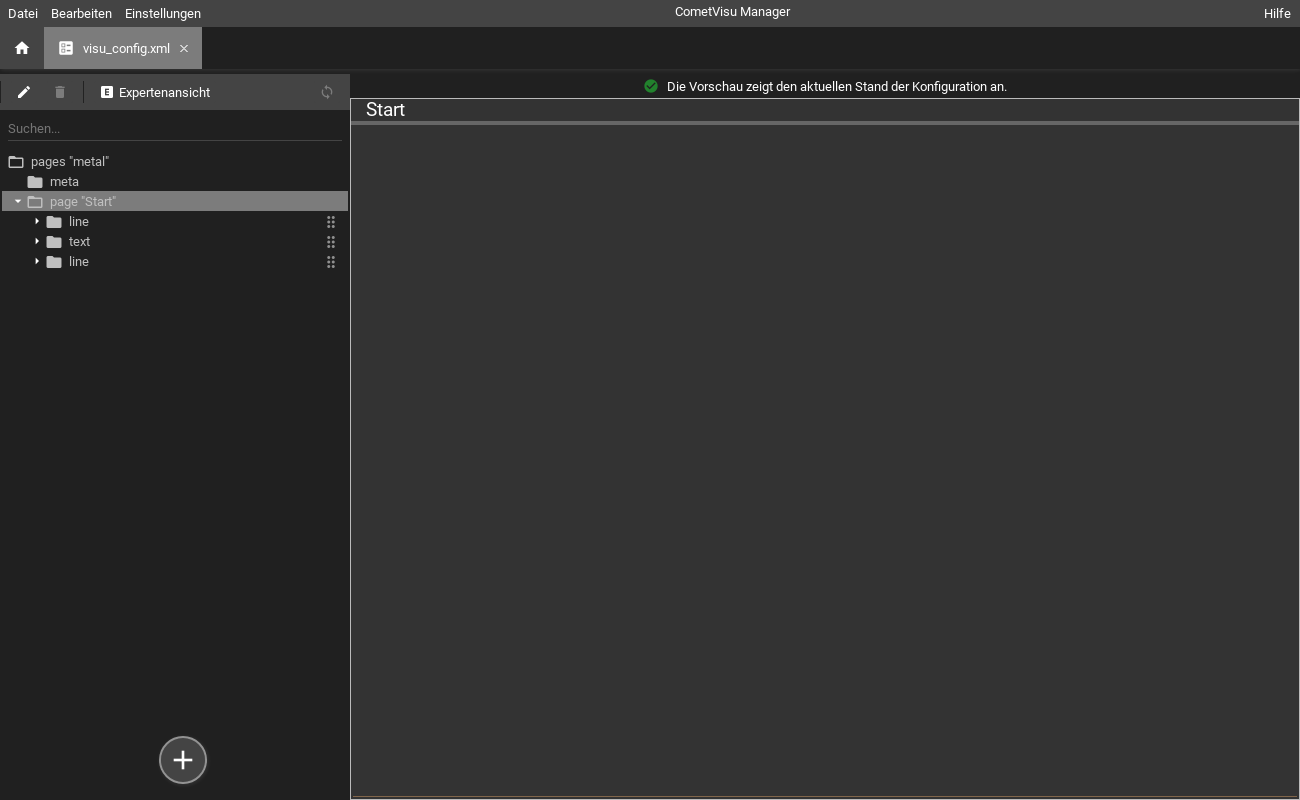 Datei Bearbeiten Einstellungen CometVisu Manager Hilfe
visu_config.xml
E Expertenansicht
Die Vorschau zeigt den aktuellen Stand der Konfiguration an.
Start
Suchen...
pages "metal"
meta
page "Start"
line
text
line